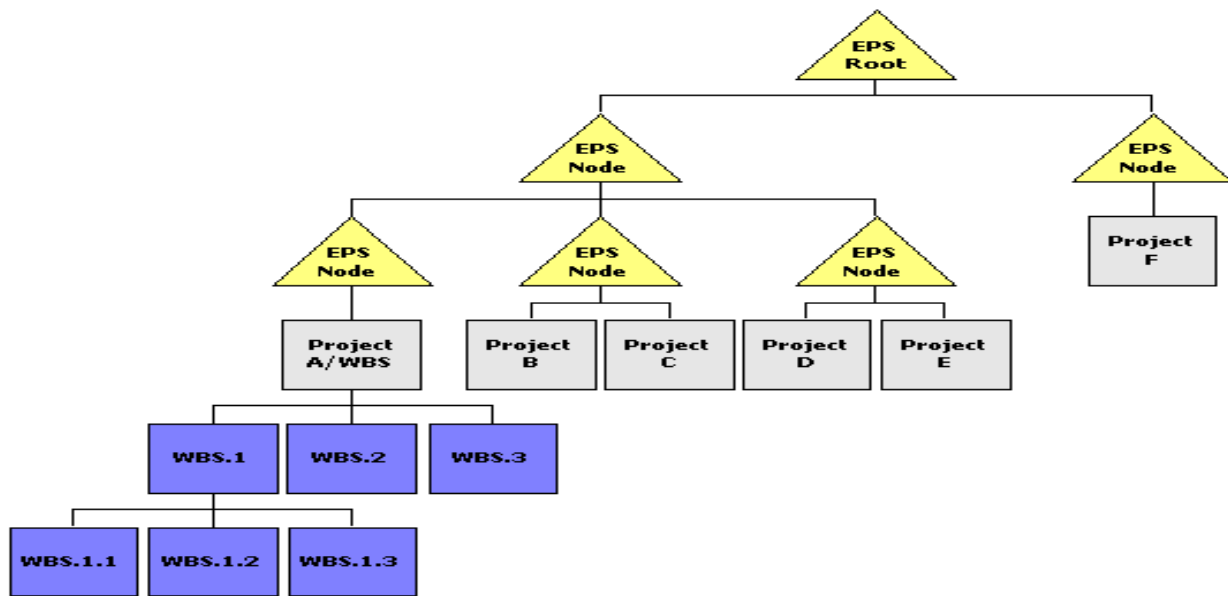 EPS
Root
EPS
Node
EPS
Node
EPS
Node
EPS
Node
EPS
Node
Project
F
Project
A/WBS
Project
B
Project
C
Project
D
Project
E
WBS.1
WBS.2
WBS.3
WBS.1.1
WBS.1.2
WBS.1.3